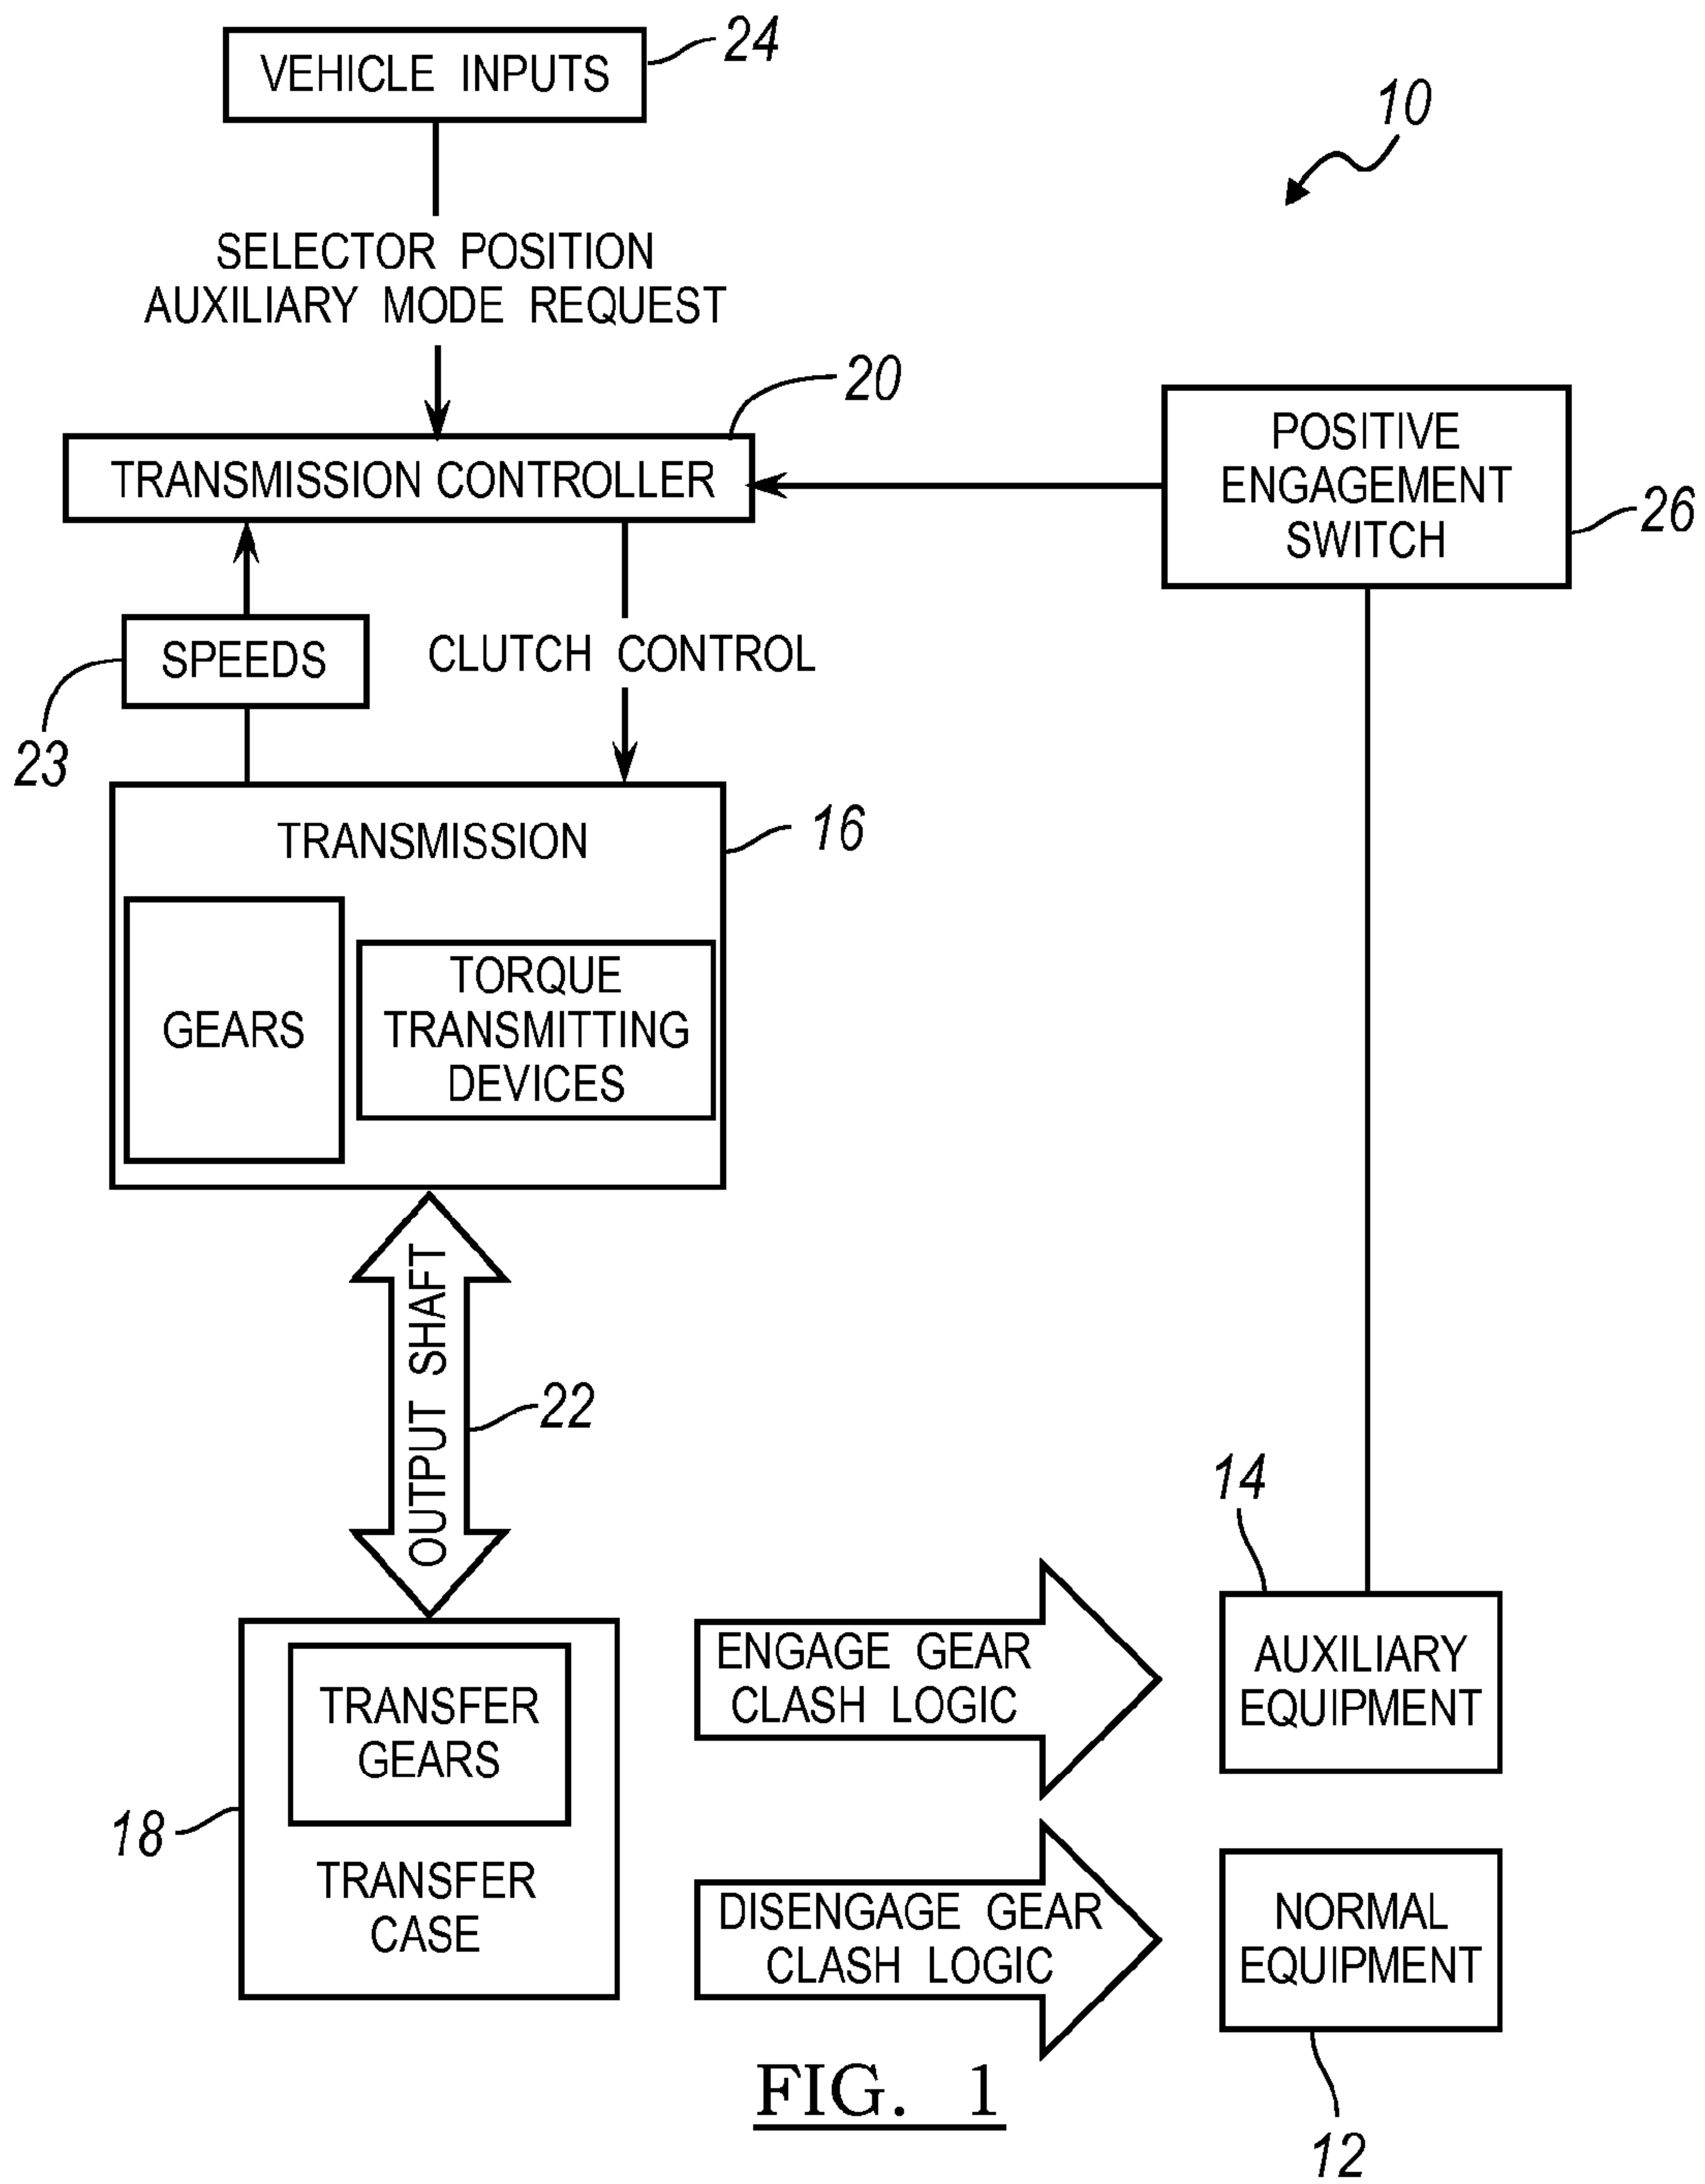 VEHICLE INPUTS
24
10
SELECTOR POSITION
AUXILIARY MODE REQUEST
20
TRANSMISSION CONTROLLER
POSITIVE
ENGAGEMENT
SWITCH
26
SPEEDS
CLUTCH CONTROL
23
TRANSMISSION
16
GEARS
TORQUE
TRANSMITTING
DEVICES
OUTPUT SHAFT
22
14
TRANSFER
GEARS
18
TRANSFER
CASE
ENGAGE GEAR
CLASH LOGIC
AUXILIARY
EQUIPMENT
DISENGAGE GEAR
CLASH LOGIC
NORMAL
EQUIPMENT
12
FIG. 1